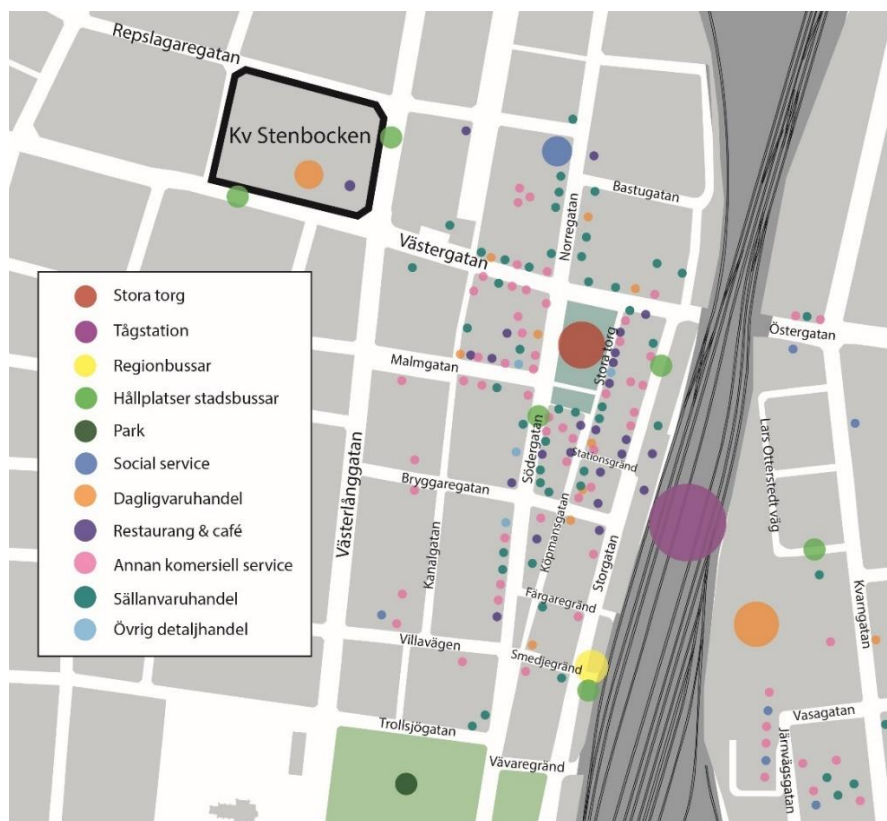 Repslagaregatan
Kv Stenbocken
Bastugatan
Norregatan
Västergatan
Östergatan
Stora torg
Malmgatan
Lars Otterstedt väg
Södergatan
Stationsgränd
Bryggaregatan
Västerlånggatan
Kanalgatan
Köpmansgatan
Storgatan
Färgaregränd
Kvarngatan
Villavägen
Smedjegränd
Vasagatan
Järnvägsgatan
Trollsjögatan
Vävaregränd
Stora torg
Tågstation
Regionbussar
Hållplatser stadsbussar
Park
Social service
Dagligvaruhandel
Restaurang & café
Annan komersiell service
Sällanvaruhandel
Övrig detaljhandel